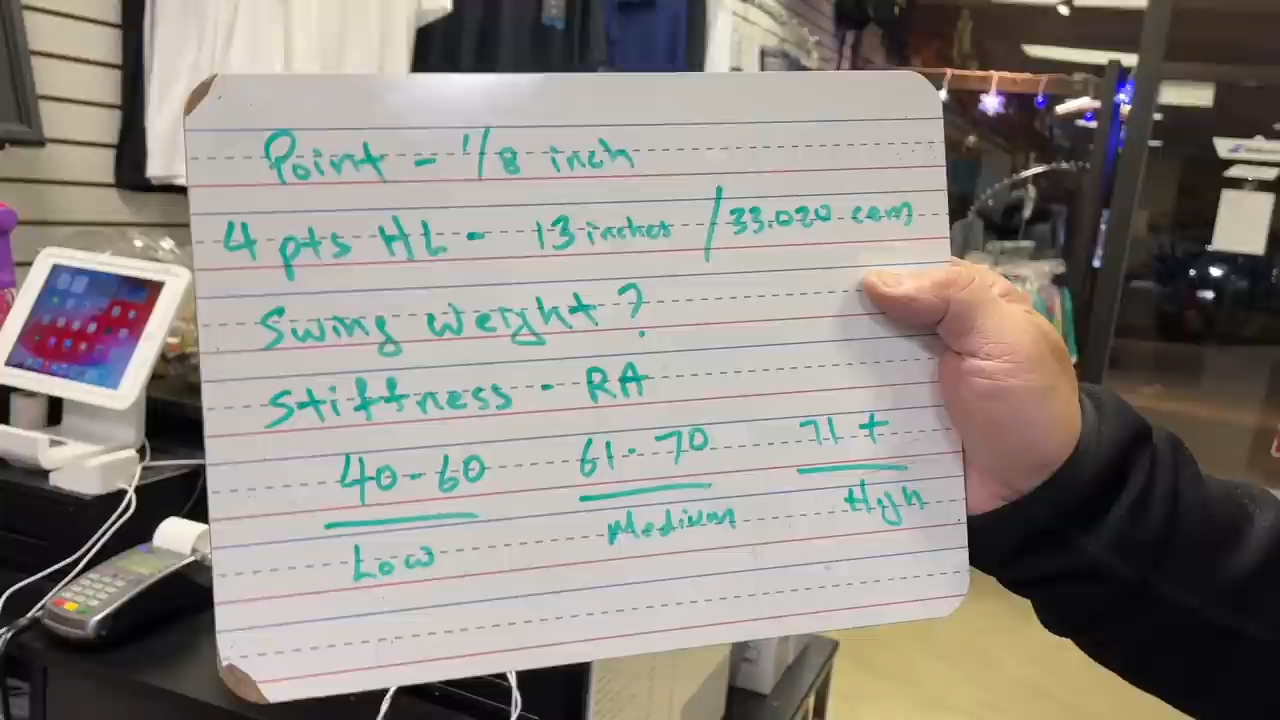 Point - 1/8 inch
4 pts HL - 13 inches / 33.020 cem
Swing weight?
Stiffness - RA
40-60 61-70 71+
Low Medium High